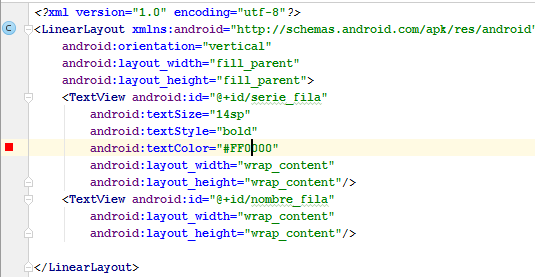 <?xml version="1.0" encoding="utf-8"?>
C <LinearLayout xmlns:android="http://schemas.android.com/apk/res/android"
android:orientation="vertical"
android:layout_width="fill_parent"
android:layout_height="fill_parent">
<TextView android:id="@+id/serie_fila"
android:textSize="14sp"
android:textStyle="bold"
android:textColor="#FF0000"
android:layout_width="wrap_content"
android:layout_height="wrap_content"/>
<TextView android:id="@+id/nombre_fila"
android:layout_width="wrap_content"
android:layout_height="wrap_content"/>
</LinearLayout>